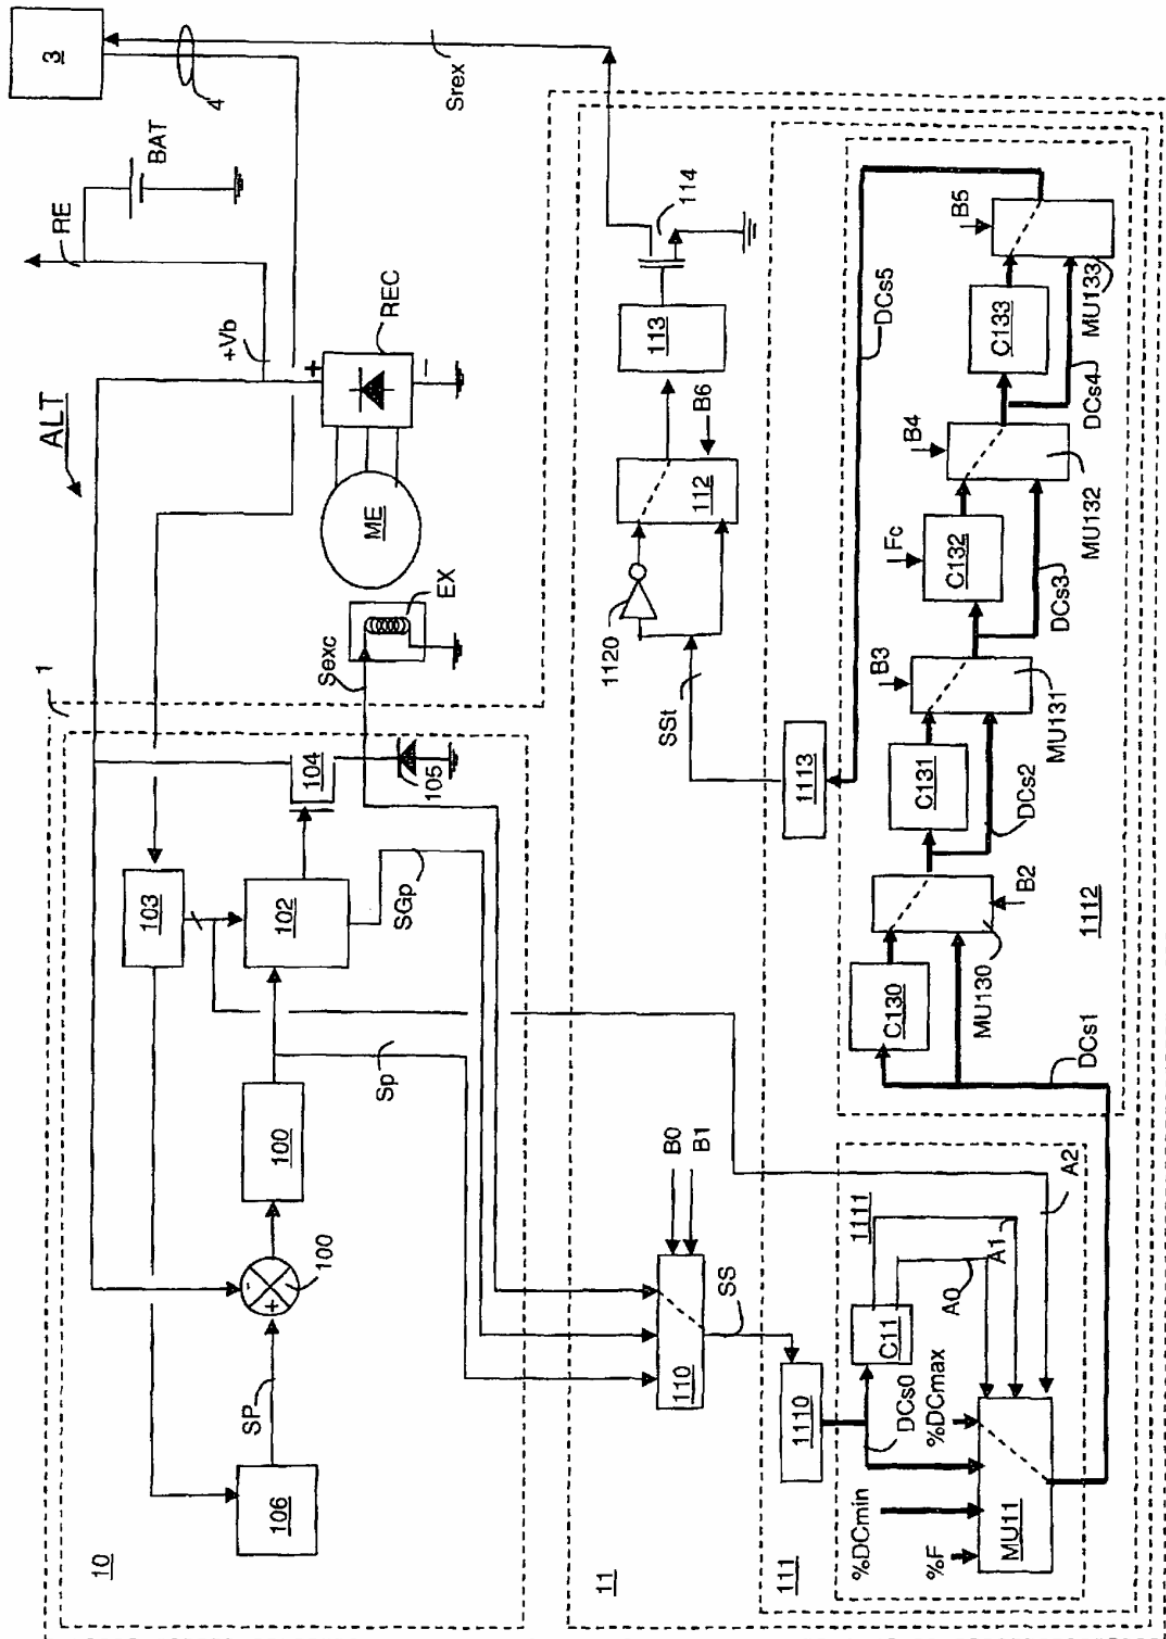 ALT
1
3
4
Srex
RE
BAT
+Vb
REC
+
-
ME
EX
Sexc
10
106
SP
+
-
100
100
103
102
104
105
SGp
Sp
11
B0
B1
110
SS
114
113
112
B6
1120
SSt
111
1110
1113
1111
C11
DCs0
A0
A1
A2
%DCmax
%DCmin
%F
MU11
1112
DCs1
C130
MU130
B2
DCs2
C131
MU131
B3
DCs3
C132
Fc
MU132
B4
DCs4
C133
MU133
B5
DCs5